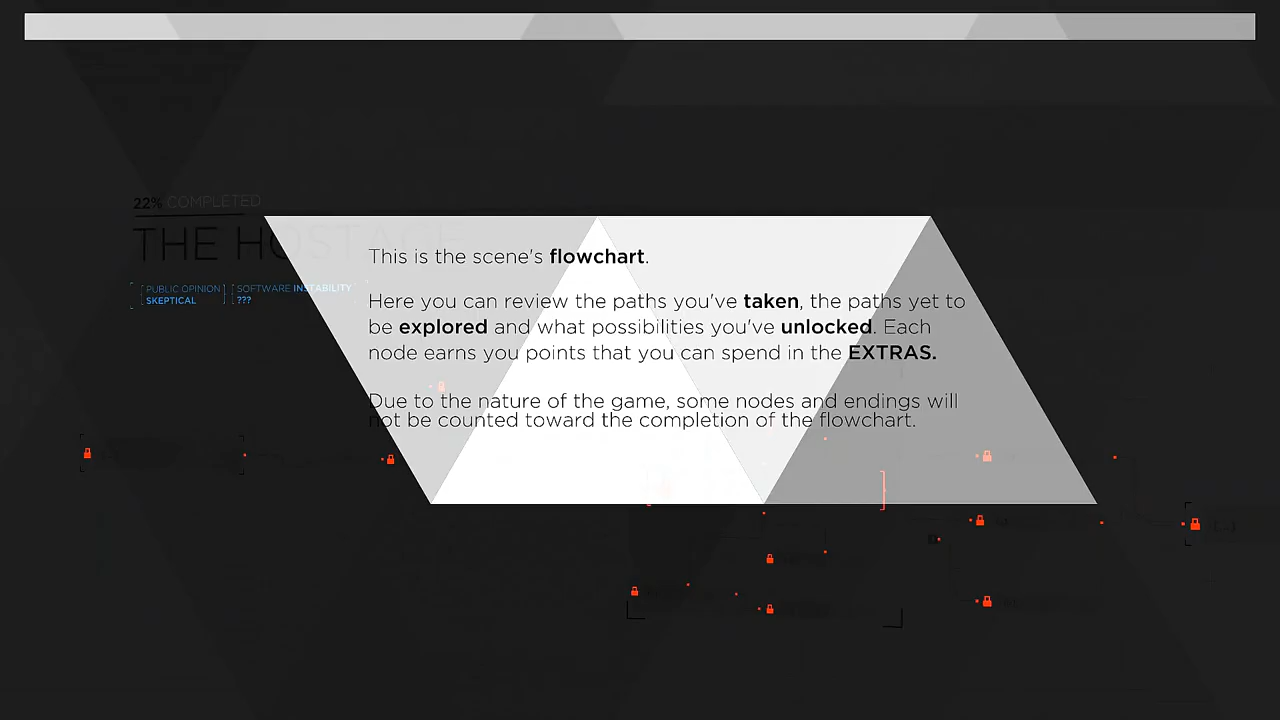 22% COMPLETED
THE HOSTAGE
PUBLIC OPINION
SKEPTICAL
SOFTWARE INSTABILITY
???
This is the scene's flowchart.
Here you can review the paths you've taken, the paths yet to
be explored and what possibilities you've unlocked. Each
node earns you points that you can spend in the EXTRAS.
Due to the nature of the game, some nodes and endings will
not be counted toward the completion of the flowchart.